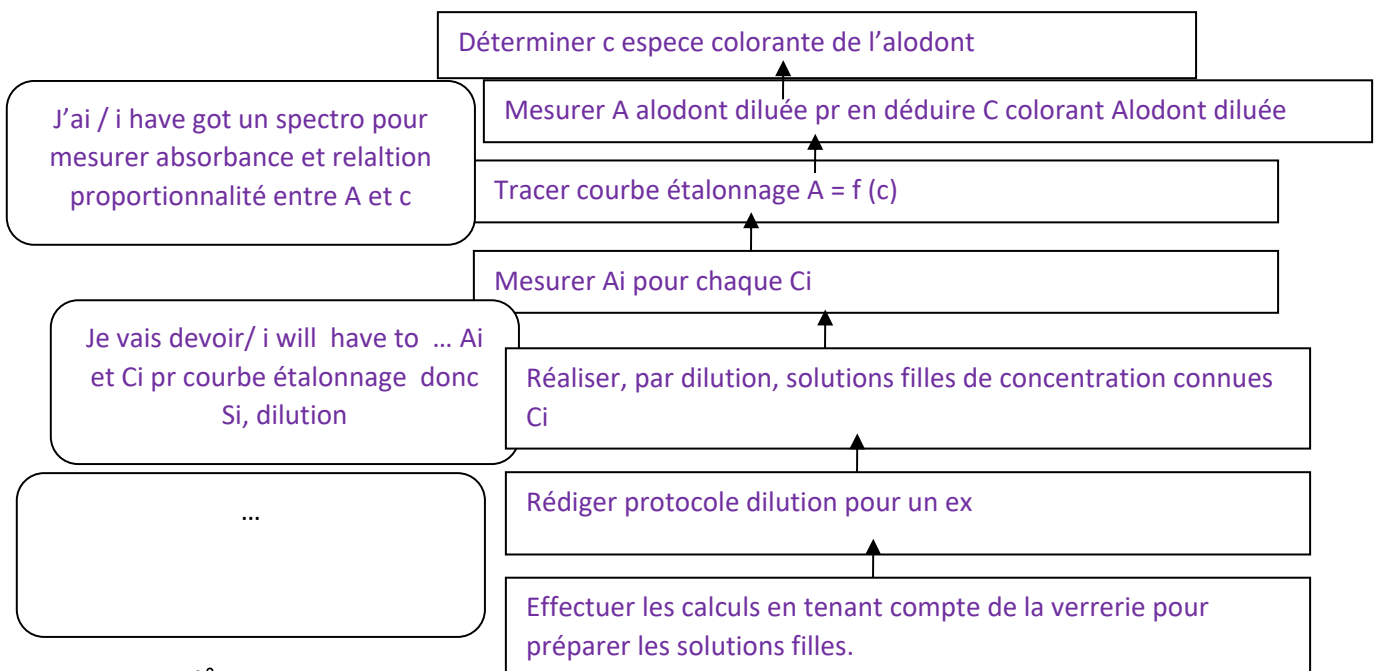 Déterminer c espece colorante de l'alodont
Mesurer A alodont diluée pr en déduire C colorant Alodont diluée
J'ai / i have got un spectro pour
mesurer absorbance et relaltion
proportionnalité entre A et c
Tracer courbe étalonnage A = f (c)
Mesurer Ai pour chaque Ci
Je vais devoir/ i will have to ... Ai
et Ci pr courbe étalonnage donc
Si, dilution
Réaliser, par dilution, solutions filles de concentration connues
Ci
...
Rédiger protocole dilution pour un ex
Effectuer les calculs en tenant compte de la verrerie pour
préparer les solutions filles.